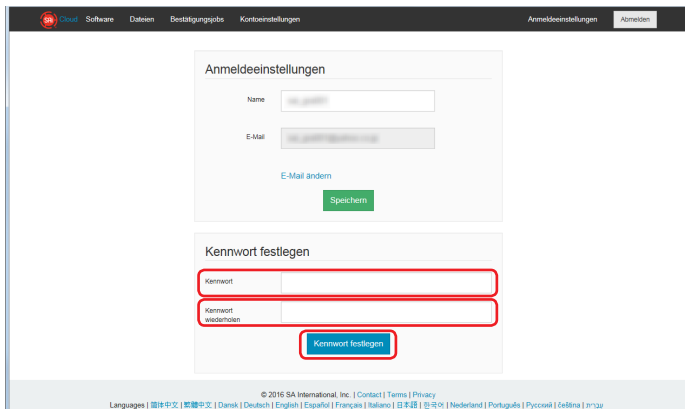 SAi Cloud Software Dateien Bestätigungsjobs Kontoeinstellungen Anmeldeeinstellungen Abmelden
Anmeldeeinstellungen
Name
E-Mail
E-Mail ändern
Speichern
Kennwort festlegen
Kennwort
Kennwort
wiederholen
Kennwort festlegen
© 2016 SA International, Inc. | Contact | Terms | Privacy
Languages | 简体中文 | 繁體中文 | Dansk | Deutsch | English | Español | Français | Italiano | 日本語 | 한국어 | Nederland | Português | Русский | čeština | עברית